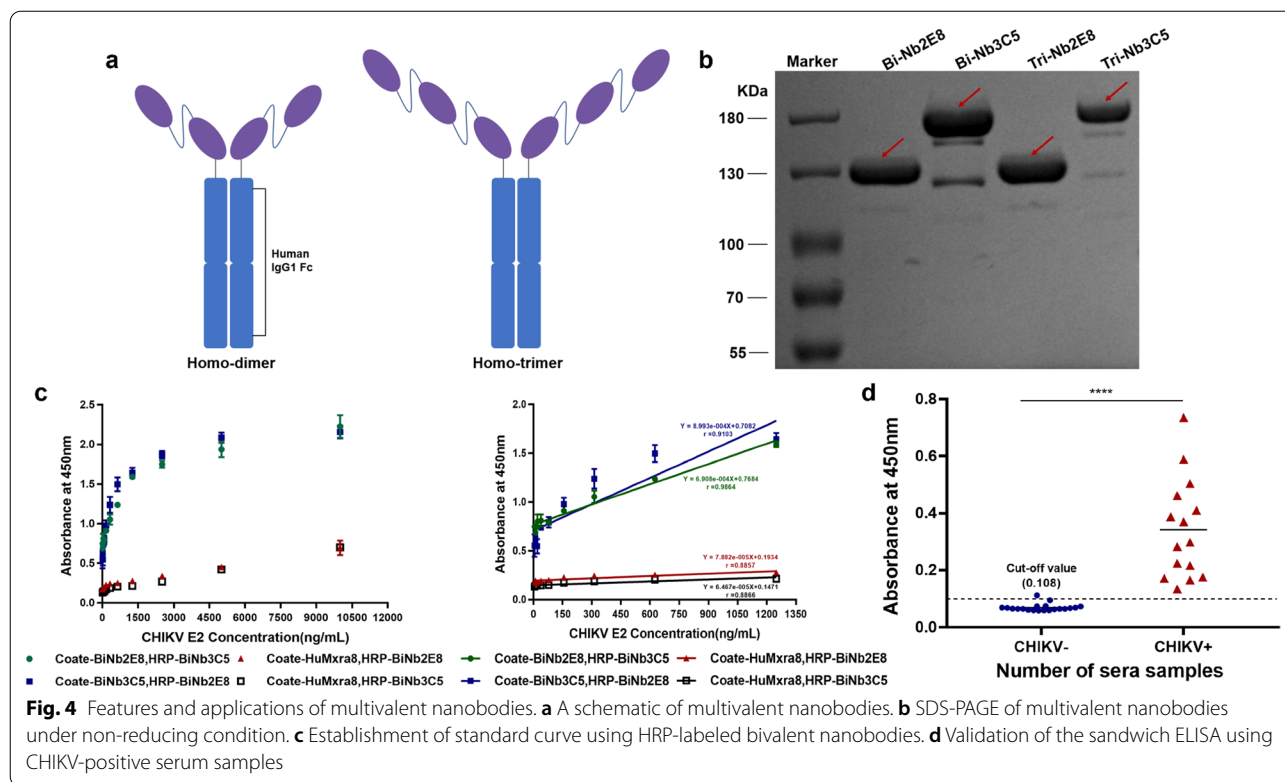 a
Human
IgG1 Fc
Homo-dimer
Homo-trimer
b
Marker
Bi-Nb2E8
Bi-Nb3C5
Tri-Nb2E8
Tri-Nb3C5
KDa
180
130
100
70
55
c
Absorbance at 450nm
2.5
2.0
1.5
1.0
0.5
0.0
0 1500 3000 4500 6000 7500 9000 10500 12000
CHIKV E2 Concentration(ng/mL)
Absorbance at 450nm
2.0
1.5
1.0
0.5
0.0
Y = 8.993e-004X+0.7082
r =0.9103
Y = 6.908e-004X+0.7684
r =0.9864
Y = 7.882e-005X+0.1934
r =0.8857
Y = 6.467e-005X+0.1471
r =0.8866
0 150 300 450 600 750 900 1050 1200 1350
CHIKV E2 Concentration(ng/mL)
Coate-BiNb2E8,HRP-BiNb3C5 Coate-HuMxra8,HRP-BiNb2E8 Coate-BiNb2E8,HRP-BiNb3C5 Coate-HuMxra8,HRP-BiNb2E8
Coate-BiNb3C5,HRP-BiNb2E8 Coate-HuMxra8,HRP-BiNb3C5 Coate-BiNb3C5,HRP-BiNb2E8 Coate-HuMxra8,HRP-BiNb3C5
d
Absorbance at 450nm
0.8
0.6
0.4
0.2
0.0
****
Cut-off value
(0.108)
CHIKV- CHIKV+
Number of sera samples
Fig. 4 Features and applications of multivalent nanobodies. a A schematic of multivalent nanobodies. b SDS-PAGE of multivalent nanobodies
under non-reducing condition. c Establishment of standard curve using HRP-labeled bivalent nanobodies. d Validation of the sandwich ELISA using
CHIKV-positive serum samples